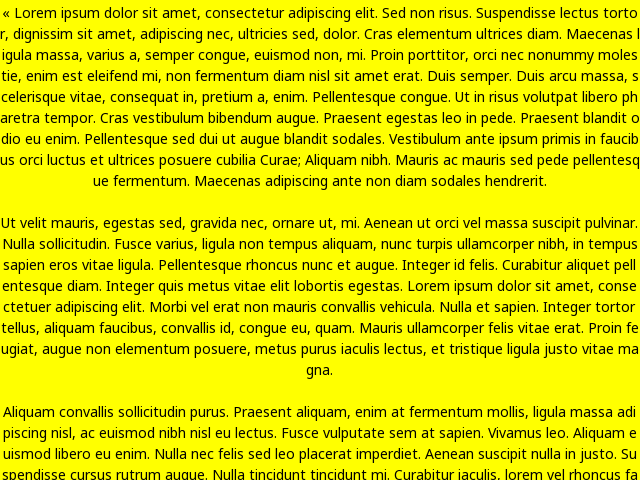 « Lorem ipsum dolor sit amet, consectetur adipiscing elit. Sed non risus. Suspendisse lectus torto
r, dignissim sit amet, adipiscing nec, ultricies sed, dolor. Cras elementum ultrices diam. Maecenas l
igula massa, varius a, semper congue, euismod non, mi. Proin porttitor, orci nec nonummy moles
tie, enim est eleifend mi, non fermentum diam nisl sit amet erat. Duis semper. Duis arcu massa, s
celerisque vitae, consequat in, pretium a, enim. Pellentesque congue. Ut in risus volutpat libero ph
aretra tempor. Cras vestibulum bibendum augue. Praesent egestas leo in pede. Praesent blandit o
dio eu enim. Pellentesque sed dui ut augue blandit sodales. Vestibulum ante ipsum primis in faucib
us orci luctus et ultrices posuere cubilia Curae; Aliquam nibh. Mauris ac mauris sed pede pellentesq
ue fermentum. Maecenas adipiscing ante non diam sodales hendrerit.

Ut velit mauris, egestas sed, gravida nec, ornare ut, mi. Aenean ut orci vel massa suscipit pulvinar.
Nulla sollicitudin. Fusce varius, ligula non tempus aliquam, nunc turpis ullamcorper nibh, in tempus
sapien eros vitae ligula. Pellentesque rhoncus nunc et augue. Integer id felis. Curabitur aliquet pell
entesque diam. Integer quis metus vitae elit lobortis egestas. Lorem ipsum dolor sit amet, conse
ctetuer adipiscing elit. Morbi vel erat non mauris convallis vehicula. Nulla et sapien. Integer tortor
tellus, aliquam faucibus, convallis id, congue eu, quam. Mauris ullamcorper felis vitae erat. Proin fe
ugiat, augue non elementum posuere, metus purus iaculis lectus, et tristique ligula justo vitae ma
gna.

Aliquam convallis sollicitudin purus. Praesent aliquam, enim at fermentum mollis, ligula massa adi
piscing nisl, ac euismod nibh nisl eu lectus. Fusce vulputate sem at sapien. Vivamus leo. Aliquam e
uismod libero eu enim. Nulla nec felis sed leo placerat imperdiet. Aenean suscipit nulla in justo. Su
spendisse cursus rutrum augue. Nulla tincidunt tincidunt mi. Curabitur iaculis, lorem vel rhoncus fa